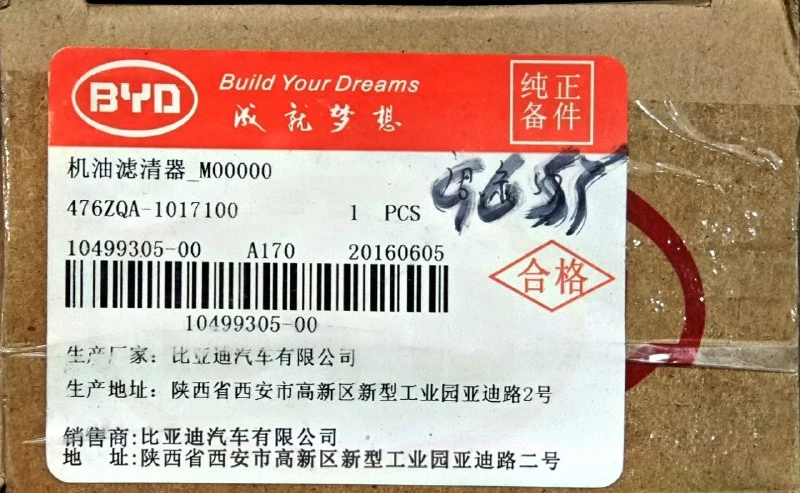 BYD
Build Your Dreams
成就梦想
纯正
备件
机油滤清器_M00000
476ZQA-1017100 1 PCS
10499305-00 A170 20160605
合格
10499305-00
生产厂家：比亚迪汽车有限公司
生产地址：陕西省西安市高新区新型工业园亚迪路2号
销售商:比亚迪汽车有限公司
地 址:陕西省西安市高新区新型工业园亚迪路二号